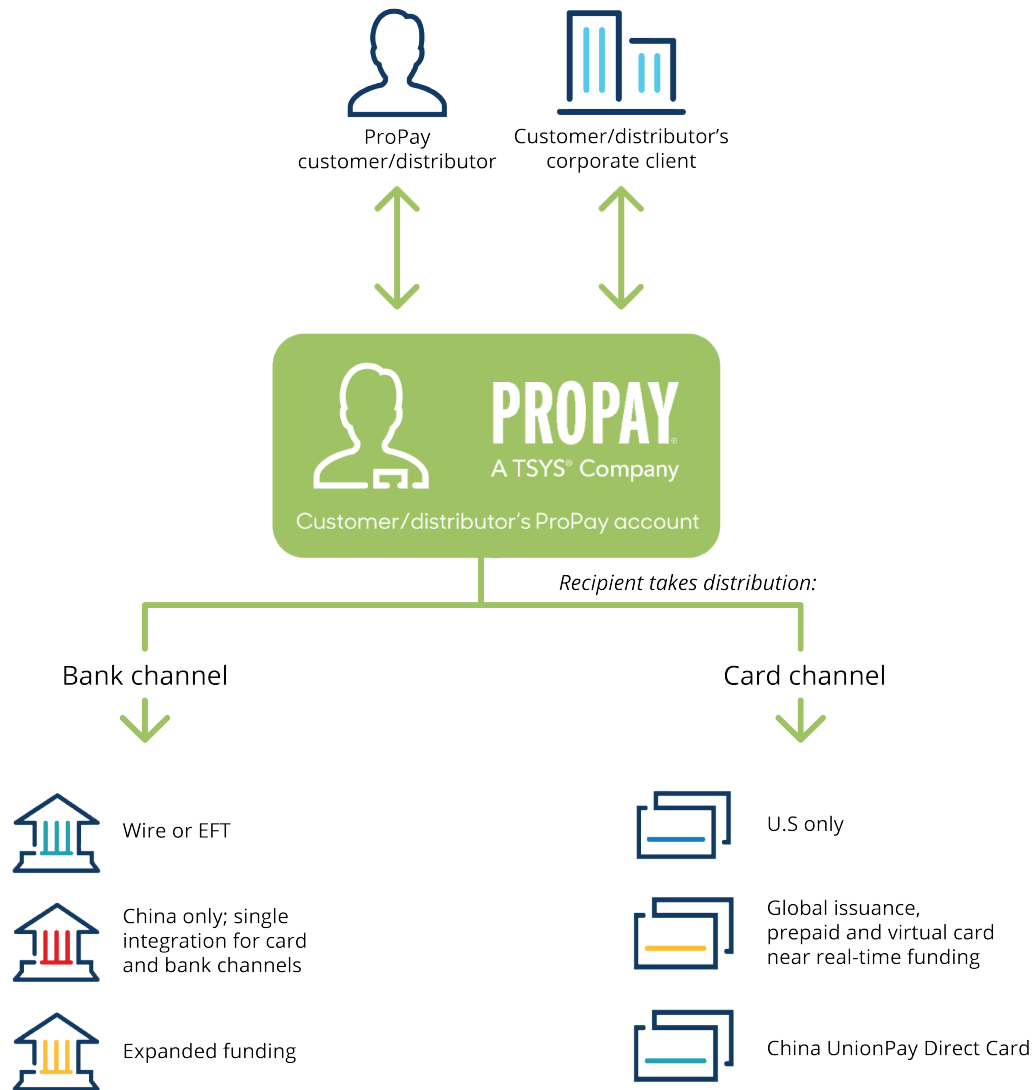 ProPay
customer/distributor
Customer/distributor’s
corporate client
PROPAY®
A TSYS® Company
Customer/distributor’s ProPay account
Recipient takes distribution:
Bank channel
Card channel
Wire or EFT
China only; single
integration for card
and bank channels
Expanded funding
U.S only
Global issuance,
prepaid and virtual card
near real-time funding
China UnionPay Direct Card